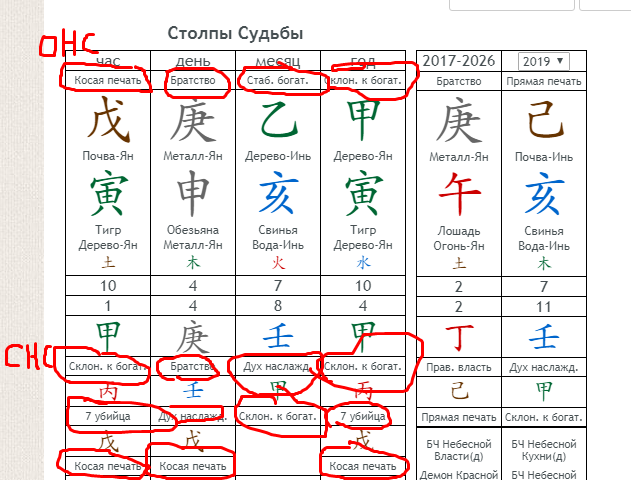 Столпы Судьбы
ОНС
час день месяц год 2017-2026 2019
Косая печать Братство Стаб. богат. Склон. к богат. Братство Прямая печать
戊 庚 乙 甲 庚 己
Почва-Ян Металл-Ян Дерево-Инь Дерево-Ян Металл-Ян Почва-Инь
寅 申 亥 寅 午 亥
Тигр Обезьяна Свинья Тигр Лошадь Свинья
Дерево-Ян Металл-Ян Вода-Инь Дерево-Ян Огонь-Ян Вода-Инь
土 木 火 水 土 木
10 4 7 10 2 7
1 4 8 4 2 11
甲 庚 壬 甲 丁 壬
СНС
Склон. к богат. Братство Дух наслажд. Склон. к богат. Прав. власть Дух наслажд.
丙 壬 甲 丙 己 甲
7 убийца Дух наслажд. Склон. к богат. 7 убийца Прямая печать Склон. к богат.
戊 戊 戊 БЧ Небесной БЧ Небесной
Власти(д) Кухни(д)
Косая печать Косая печать Косая печать
Демон Красной БЧ Небесной